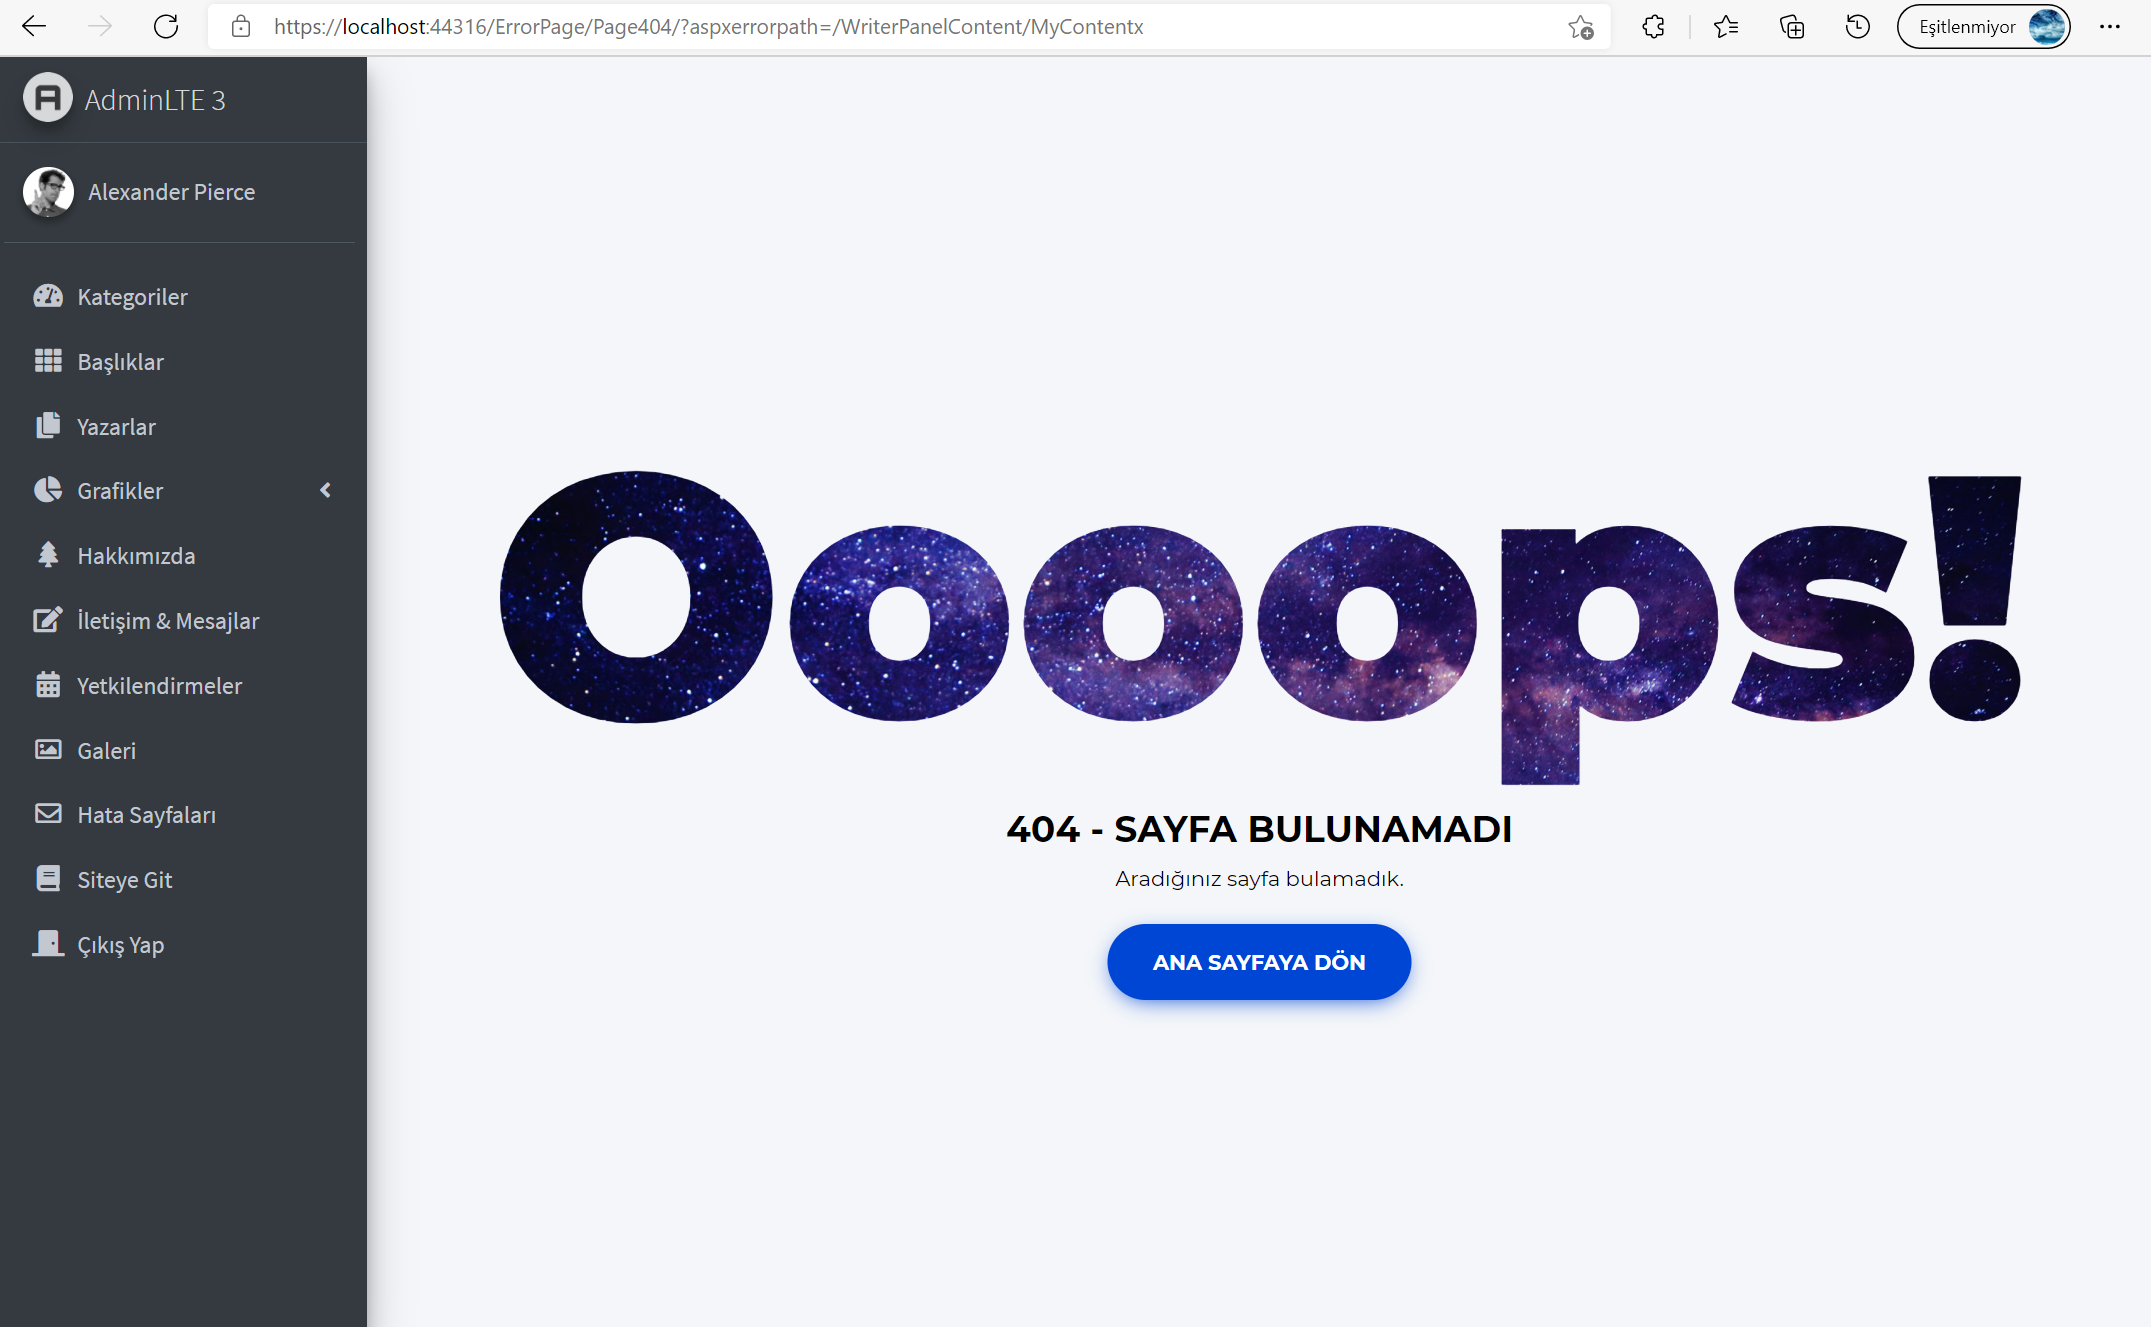 https://localhost:44316/ErrorPage/Page404/?aspxerrorpath=/WriterPanelContent/MyContentx
Eşitlenmiyor
AdminLTE 3
Alexander Pierce
Kategoriler
Başlıklar
Yazarlar
Grafikler
Hakkımızda
İletişim & Mesajlar
Yetkilendirmeler
Galeri
Hata Sayfaları
Siteye Git
Çıkış Yap
Oooops!
404 - SAYFA BULUNAMADI
Aradığınız sayfa bulamadık.
ANA SAYFAYA DÖN